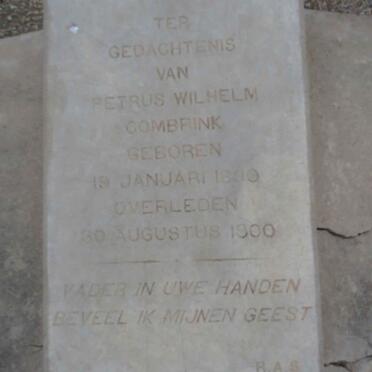 TER
GEDACHTENIS
VAN
PETRUS WILHELM
COMBRINK
GEBOREN
19 JANUARI
OVERLEDEN
30 AUGUSTUS 1900
VADER IN UWE HANDEN
BEVEEL IK MIJNEN GEEST
R.A.S.